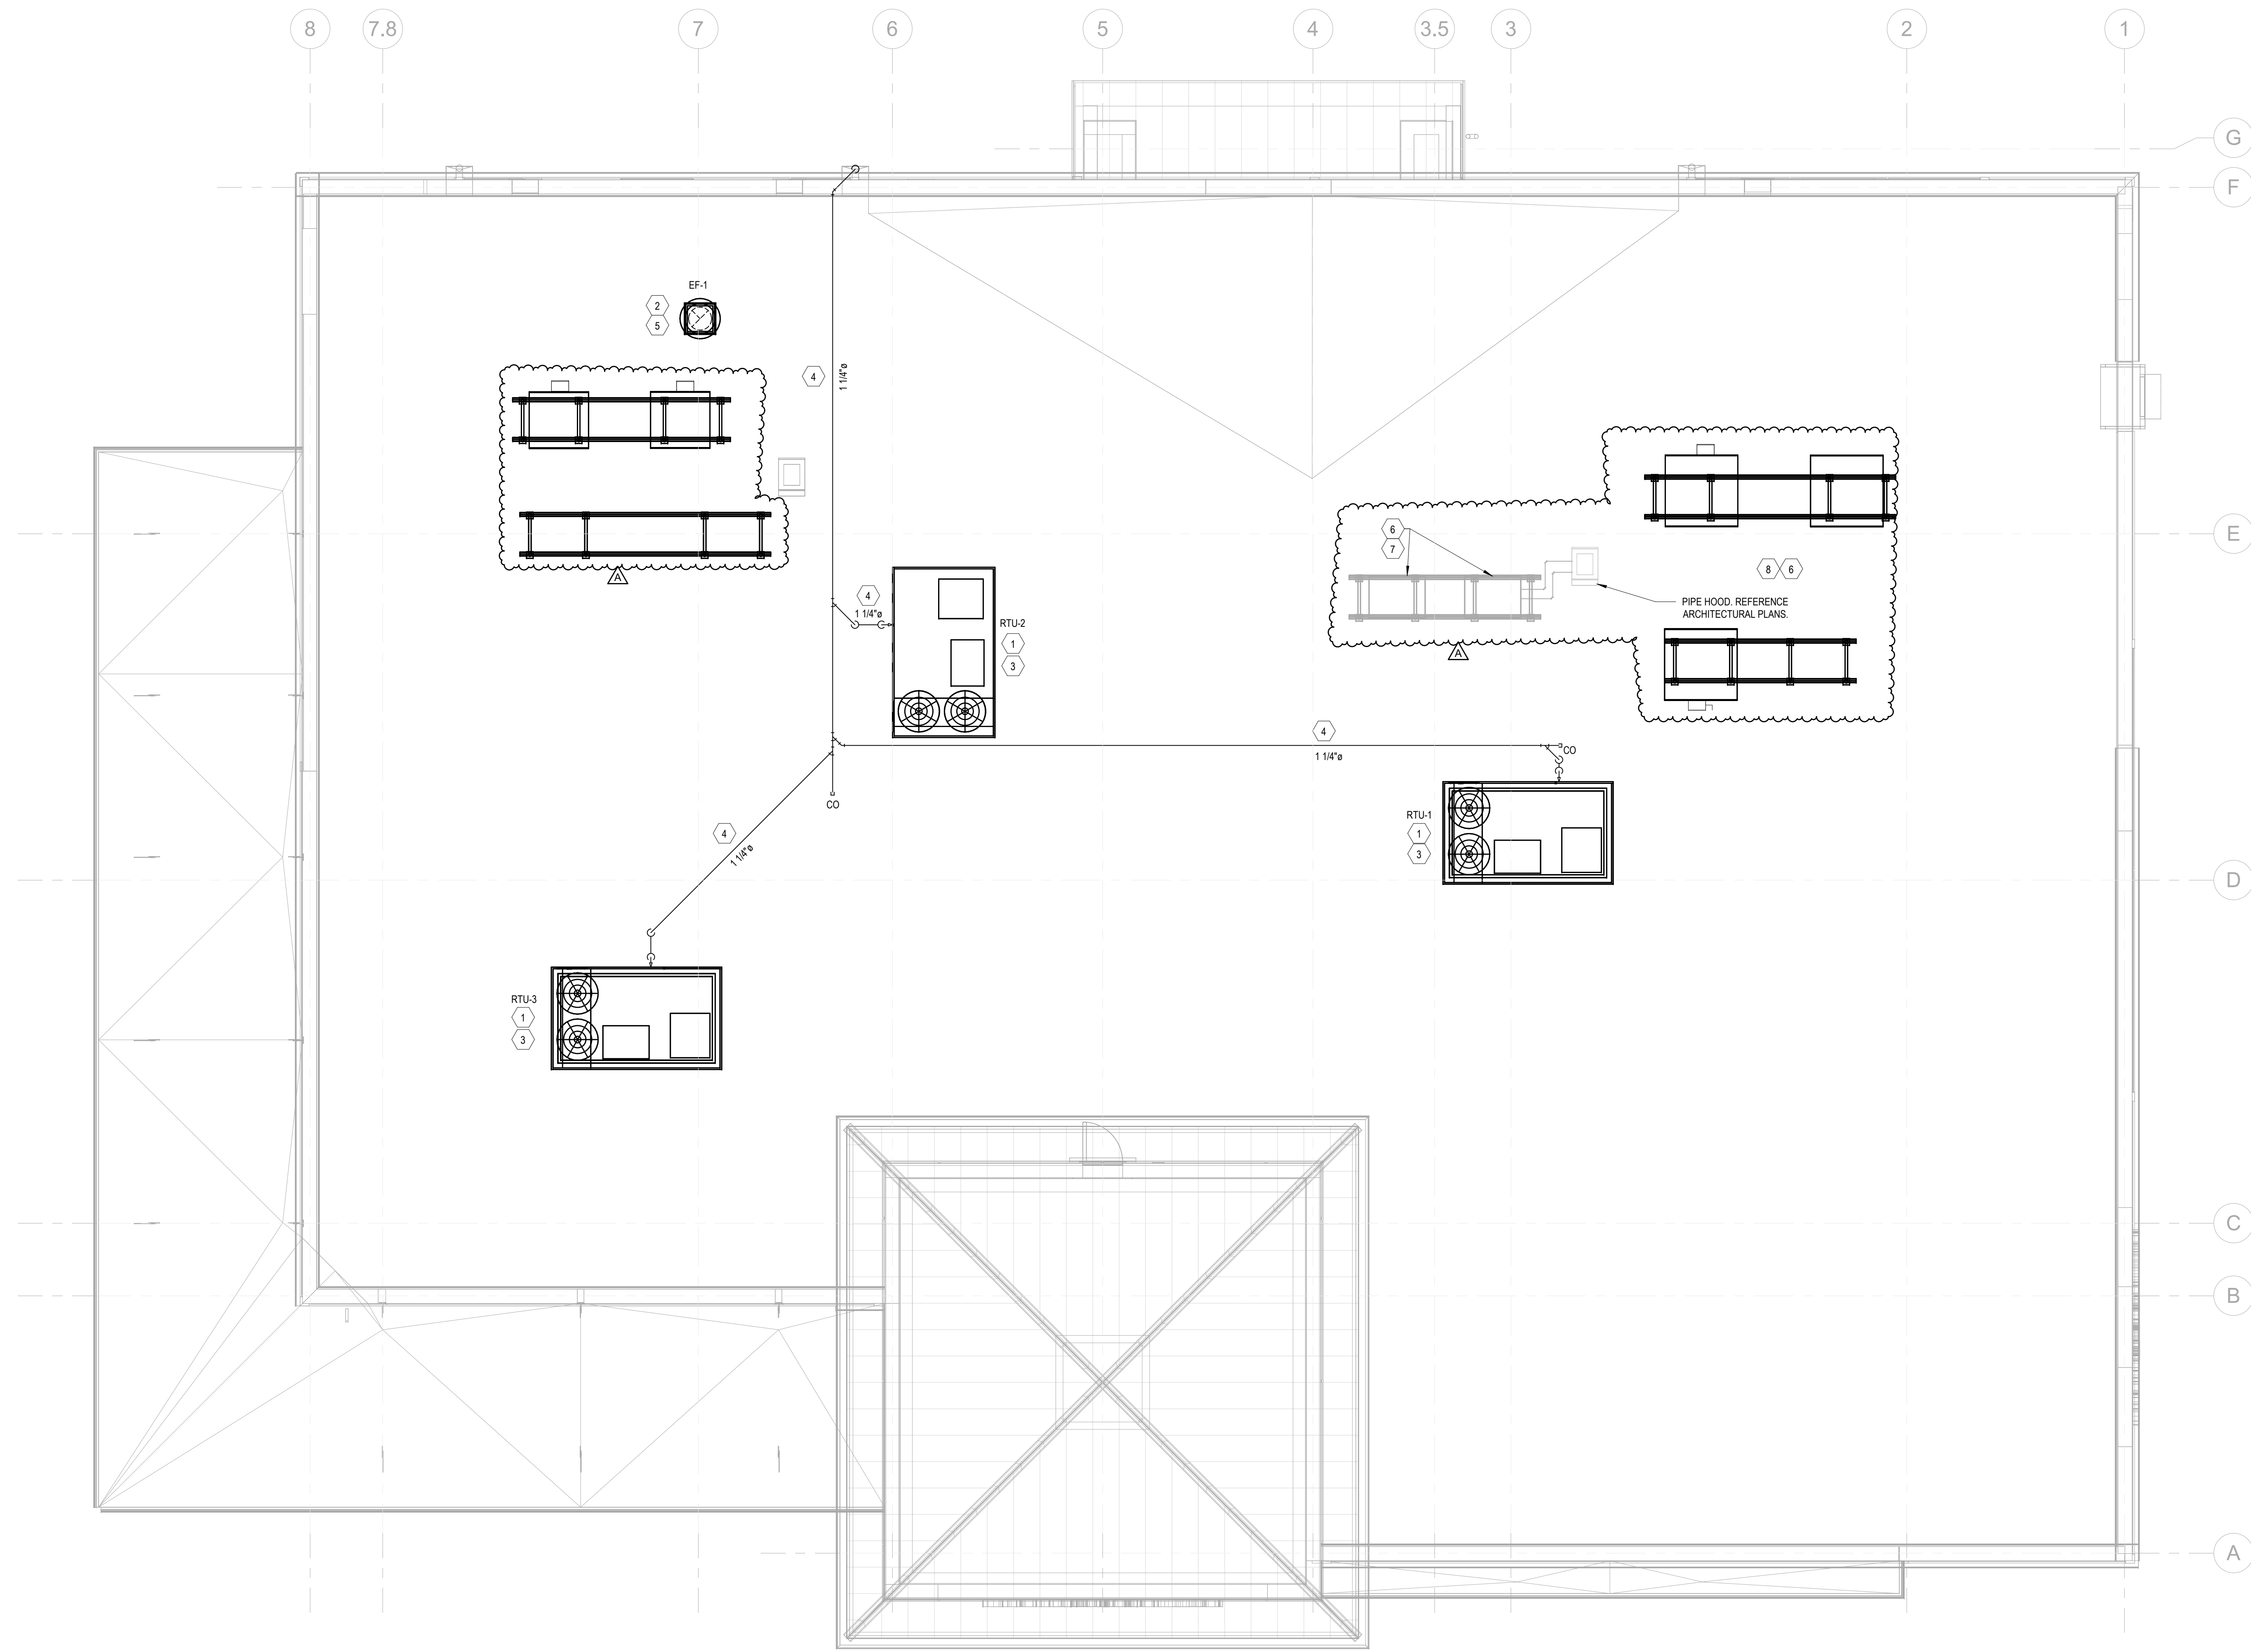 8
7.8
7
6
5
4
3.5
3
2
1
G
F
EF-1
2
5
4
1 1/4"ø
A
6
7
E
8 6
PIPE HOOD. REFERENCE
ARCHITECTURAL PLANS.
4
1 1/4"ø
RTU-2
1
3
A
4
1 1/4"ø
CO
CO
4
1 1/4"ø
RTU-1
1
3
D
RTU-3
1
3
C
B
A